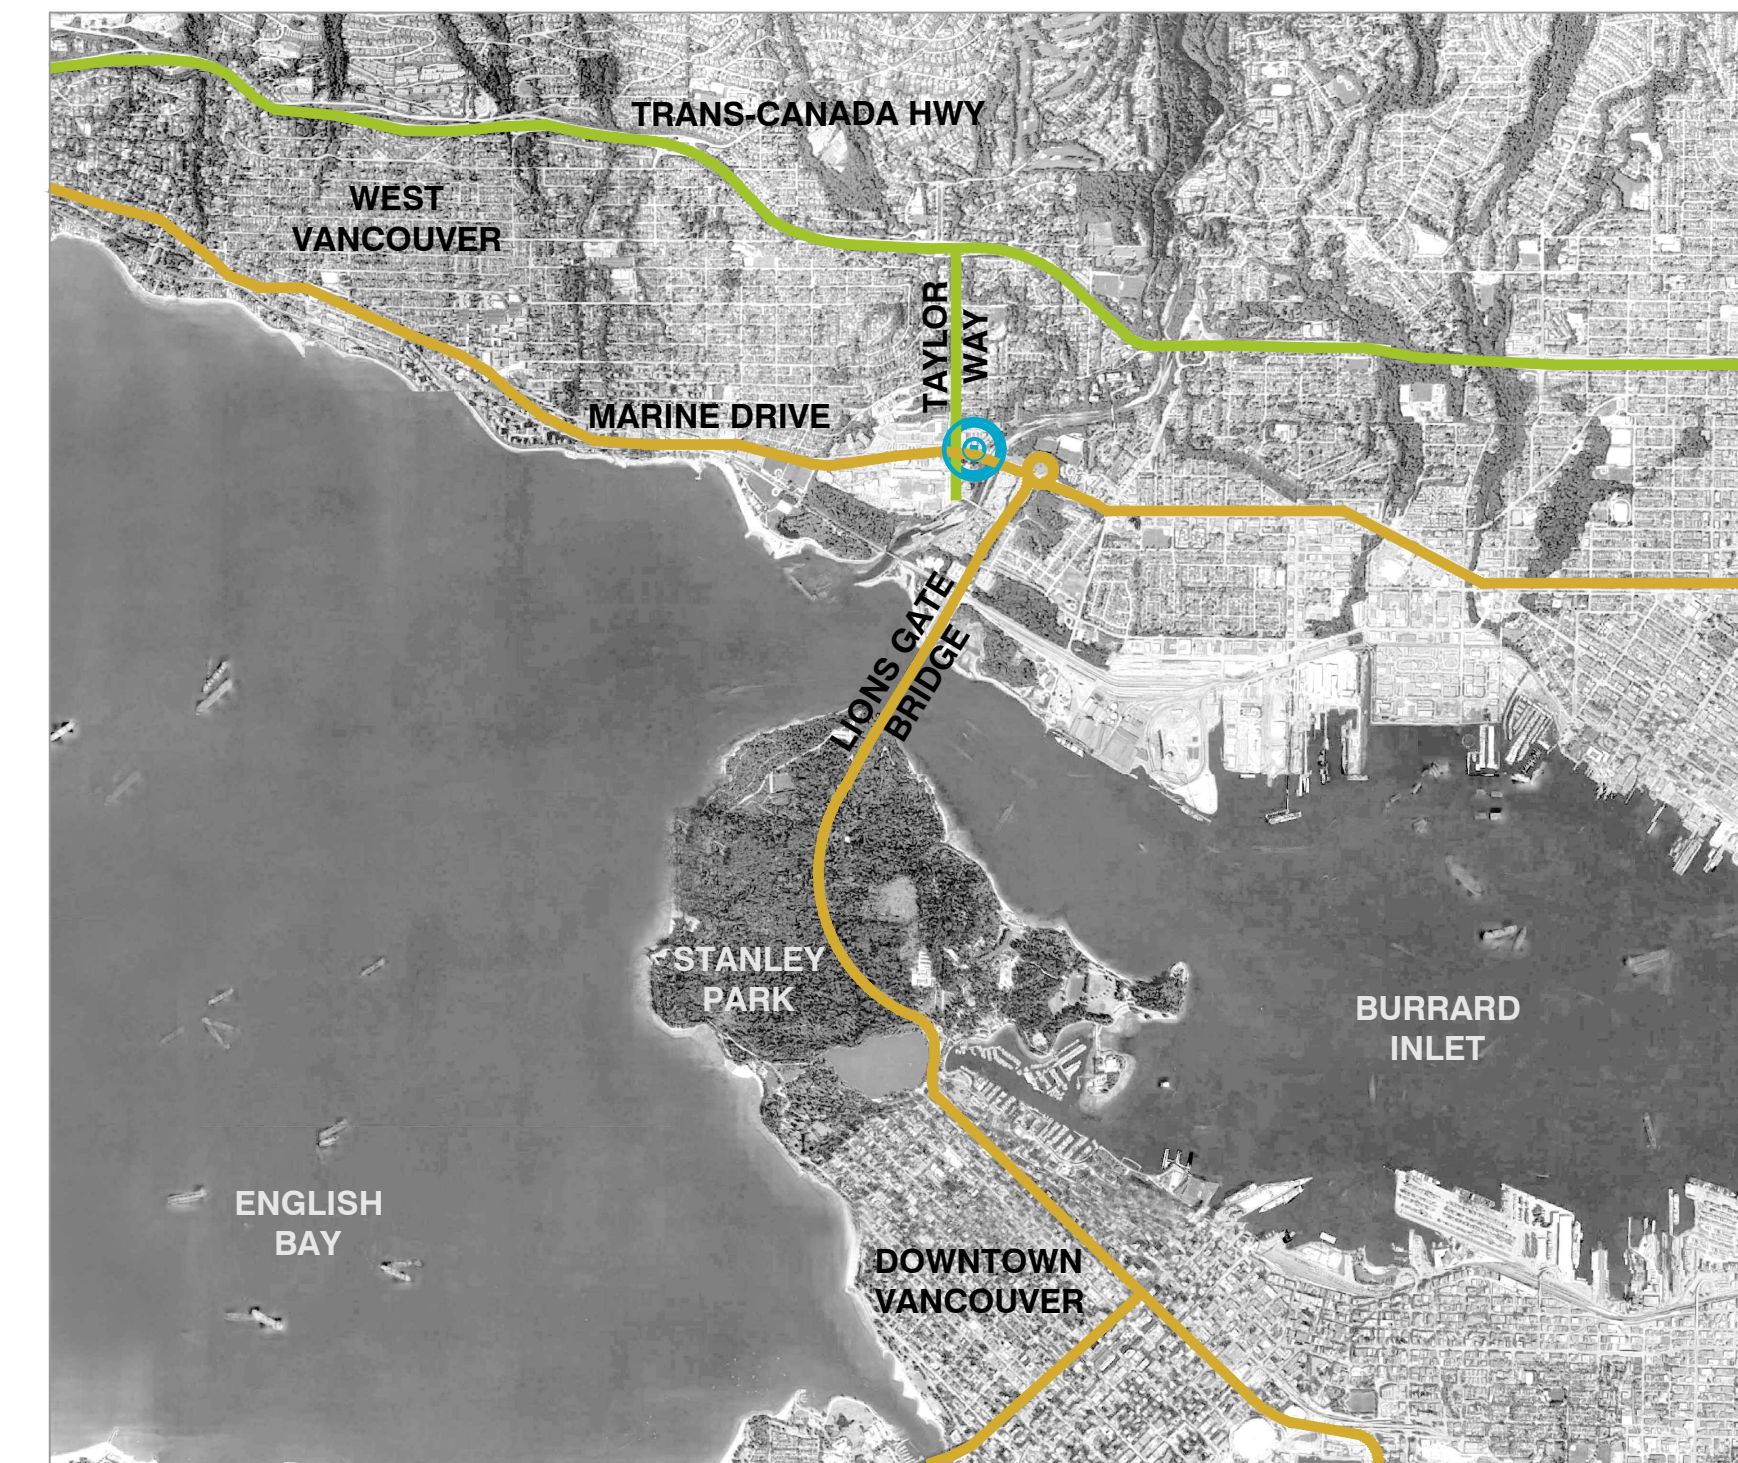 TRANS-CANADA HWY
WEST
VANCOUVER
TAYLOR
WAY
MARINE DRIVE
LIONS GATE
BRIDGE
STANLEY
PARK
BURRARD
INLET
ENGLISH
BAY
DOWNTOWN
VANCOUVER